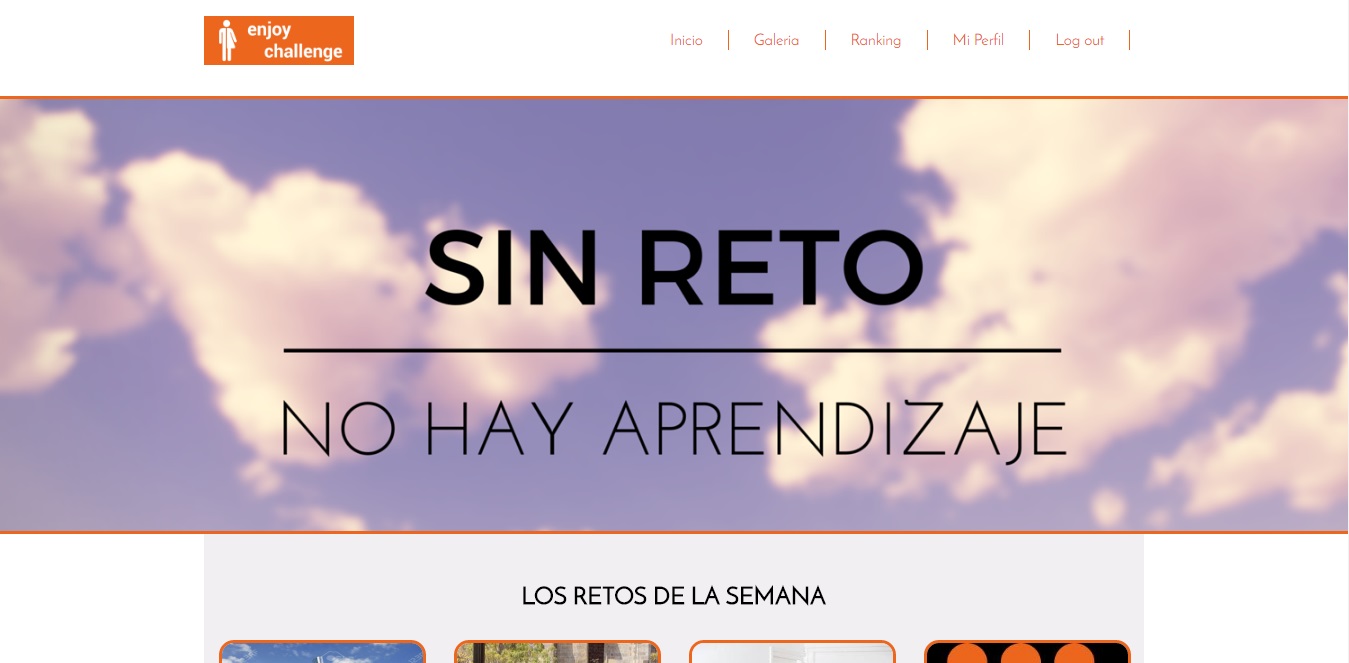 enjoy
challenge
Inicio
Galeria
Ranking
Mi Perfil
Log out
SIN RETO
NO HAY APRENDIZAJE
LOS RETOS DE LA SEMANA